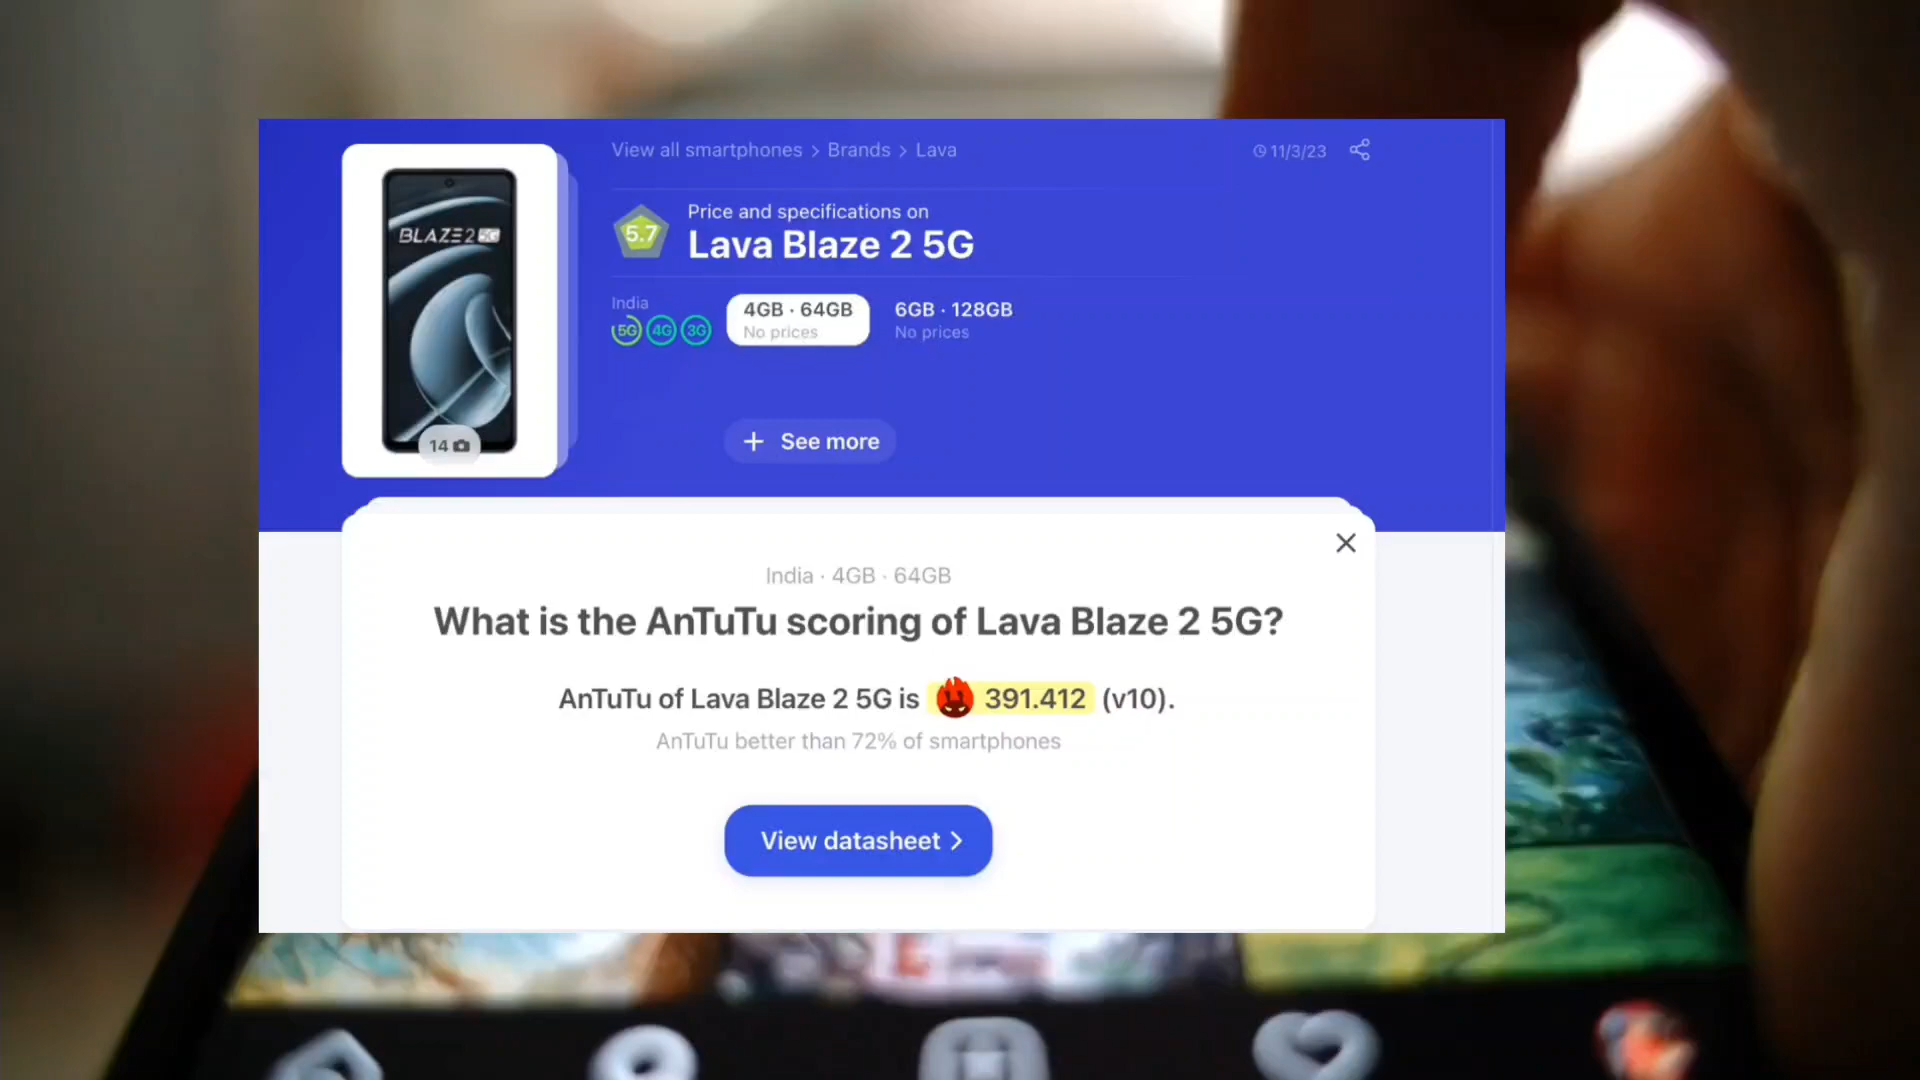 View all smartphones > Brands > Lava
11/3/23
5.7
Price and specifications on
Lava Blaze 2 5G
BLAZE2 5G
India
5G 4G 3G
4GB · 64GB
No prices
6GB · 128GB
No prices
14
+ See more
India · 4GB · 64GB
What is the AnTuTu scoring of Lava Blaze 2 5G?
AnTuTu of Lava Blaze 2 5G is 391.412 (v10).
AnTuTu better than 72% of smartphones
View datasheet >